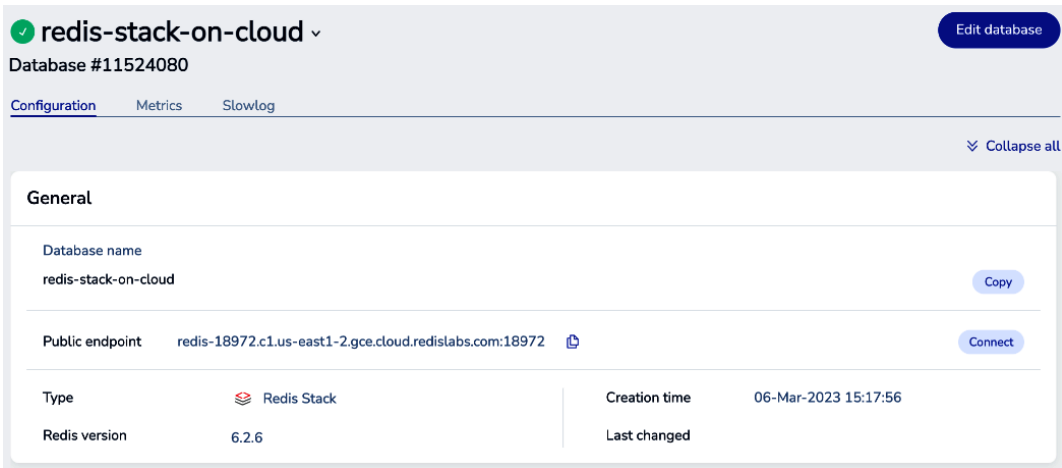 redis-stack-on-cloud
Edit database
Database #11524080
Configuration Metrics Slowlog
Collapse all
General
Database name
redis-stack-on-cloud
Copy
Public endpoint redis-18972.c1.us-east1-2.gce.cloud.redislabs.com:18972 Connect
Type Redis Stack Creation time 06-Mar-2023 15:17:56
Redis version 6.2.6 Last changed